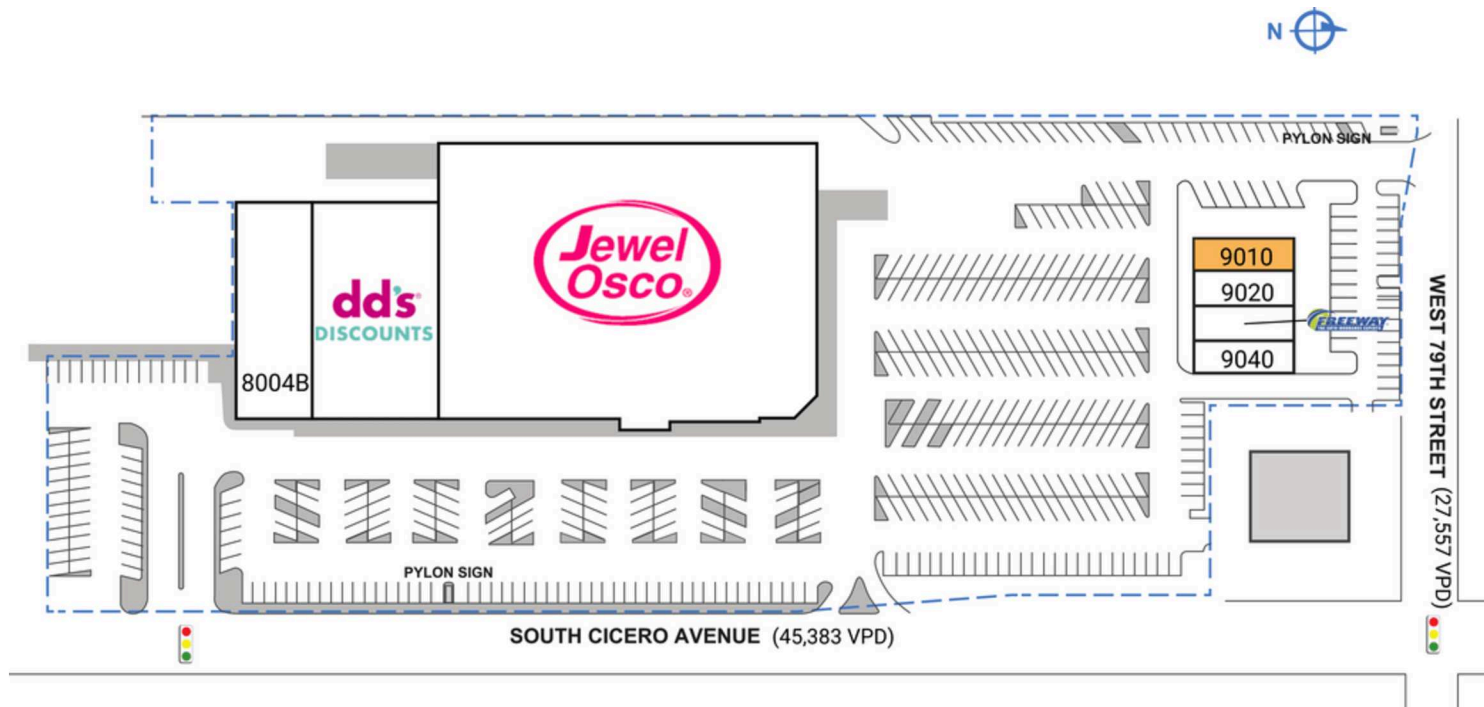 N
PYLON SIGN
Jewel
Osco®
dd's
DISCOUNTS
8004B
9010
9020
FREEWAY
9040
WEST 79TH STREET (27,557 VPD)
PYLON SIGN
SOUTH CICERO AVENUE (45,383 VPD)